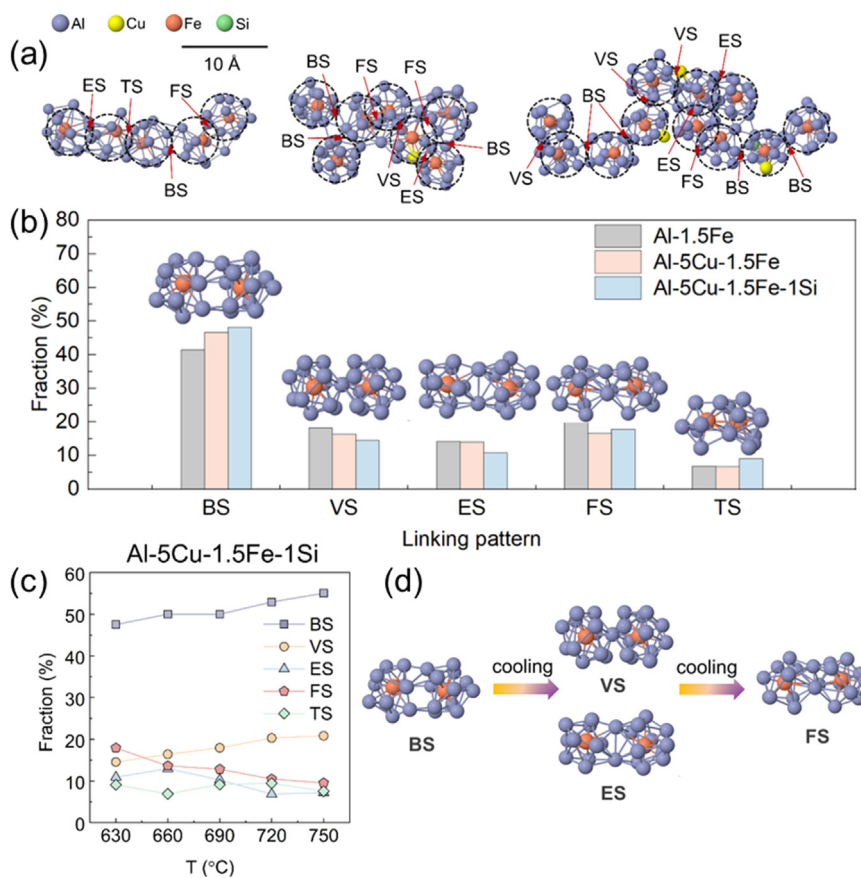 Al Cu Fe Si
(a)
10 Å
ES TS FS
BS
BS FS FS
BS
VS
ES
BS
VS VS ES
BS
VS
ES
FS
BS
BS
(b)
80
70
60
50
40
30
20
10
0
Fraction (%)
Al-1.5Fe
Al-5Cu-1.5Fe
Al-5Cu-1.5Fe-1Si
BS VS ES FS TS
Linking pattern
(c)
Al-5Cu-1.5Fe-1Si
60
50
40
30
20
10
0
Fraction (%)
BS
VS
ES
FS
TS
630 660 690 720 750
T (°C)
(d)
BS
cooling
VS
ES
cooling
FS